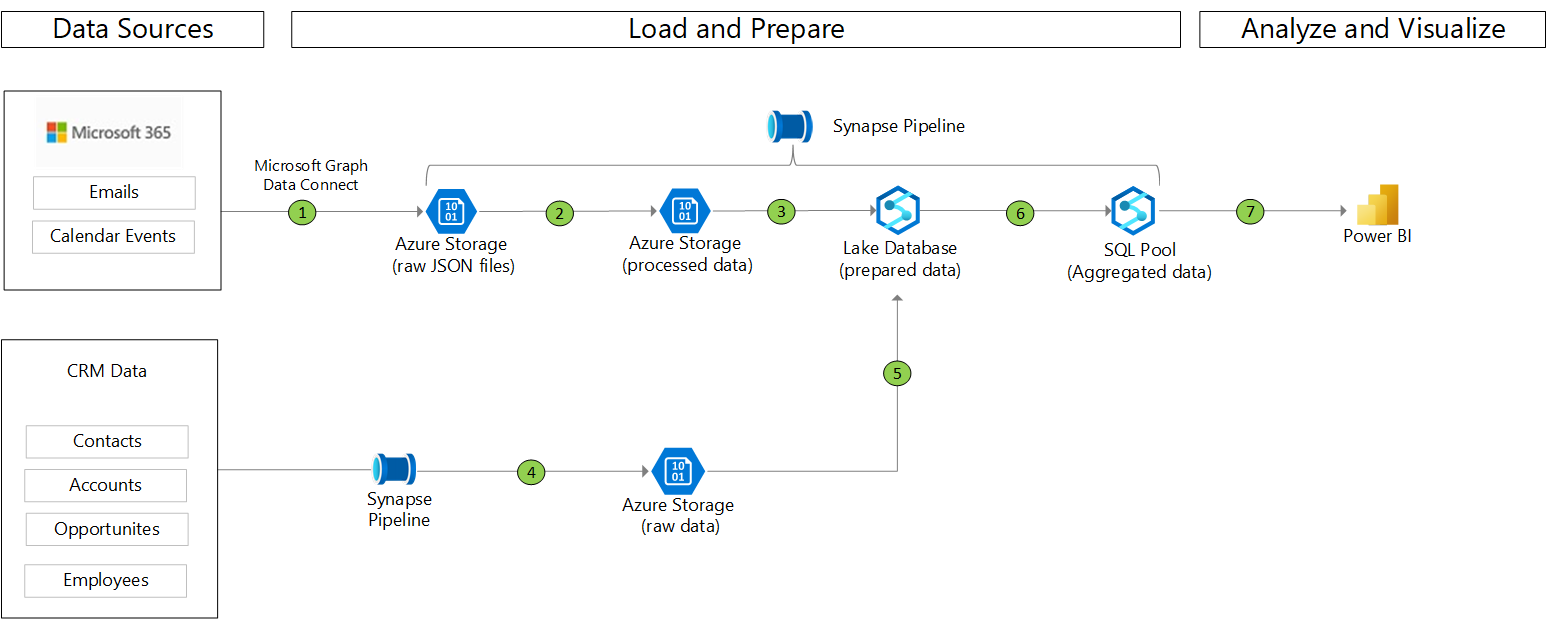 Data Sources
Load and Prepare
Analyze and Visualize
Microsoft 365
Emails
Calendar Events
Microsoft Graph
Data Connect
1
Synapse Pipeline
10
01
Azure Storage
(raw JSON files)
2
10
01
Azure Storage
(processed data)
3
Lake Database
(prepared data)
6
SQL Pool
(Aggregated data)
7
Power BI
CRM Data
Contacts
Accounts
Opportunites
Employees
Synapse
Pipeline
4
10
01
Azure Storage
(raw data)
5